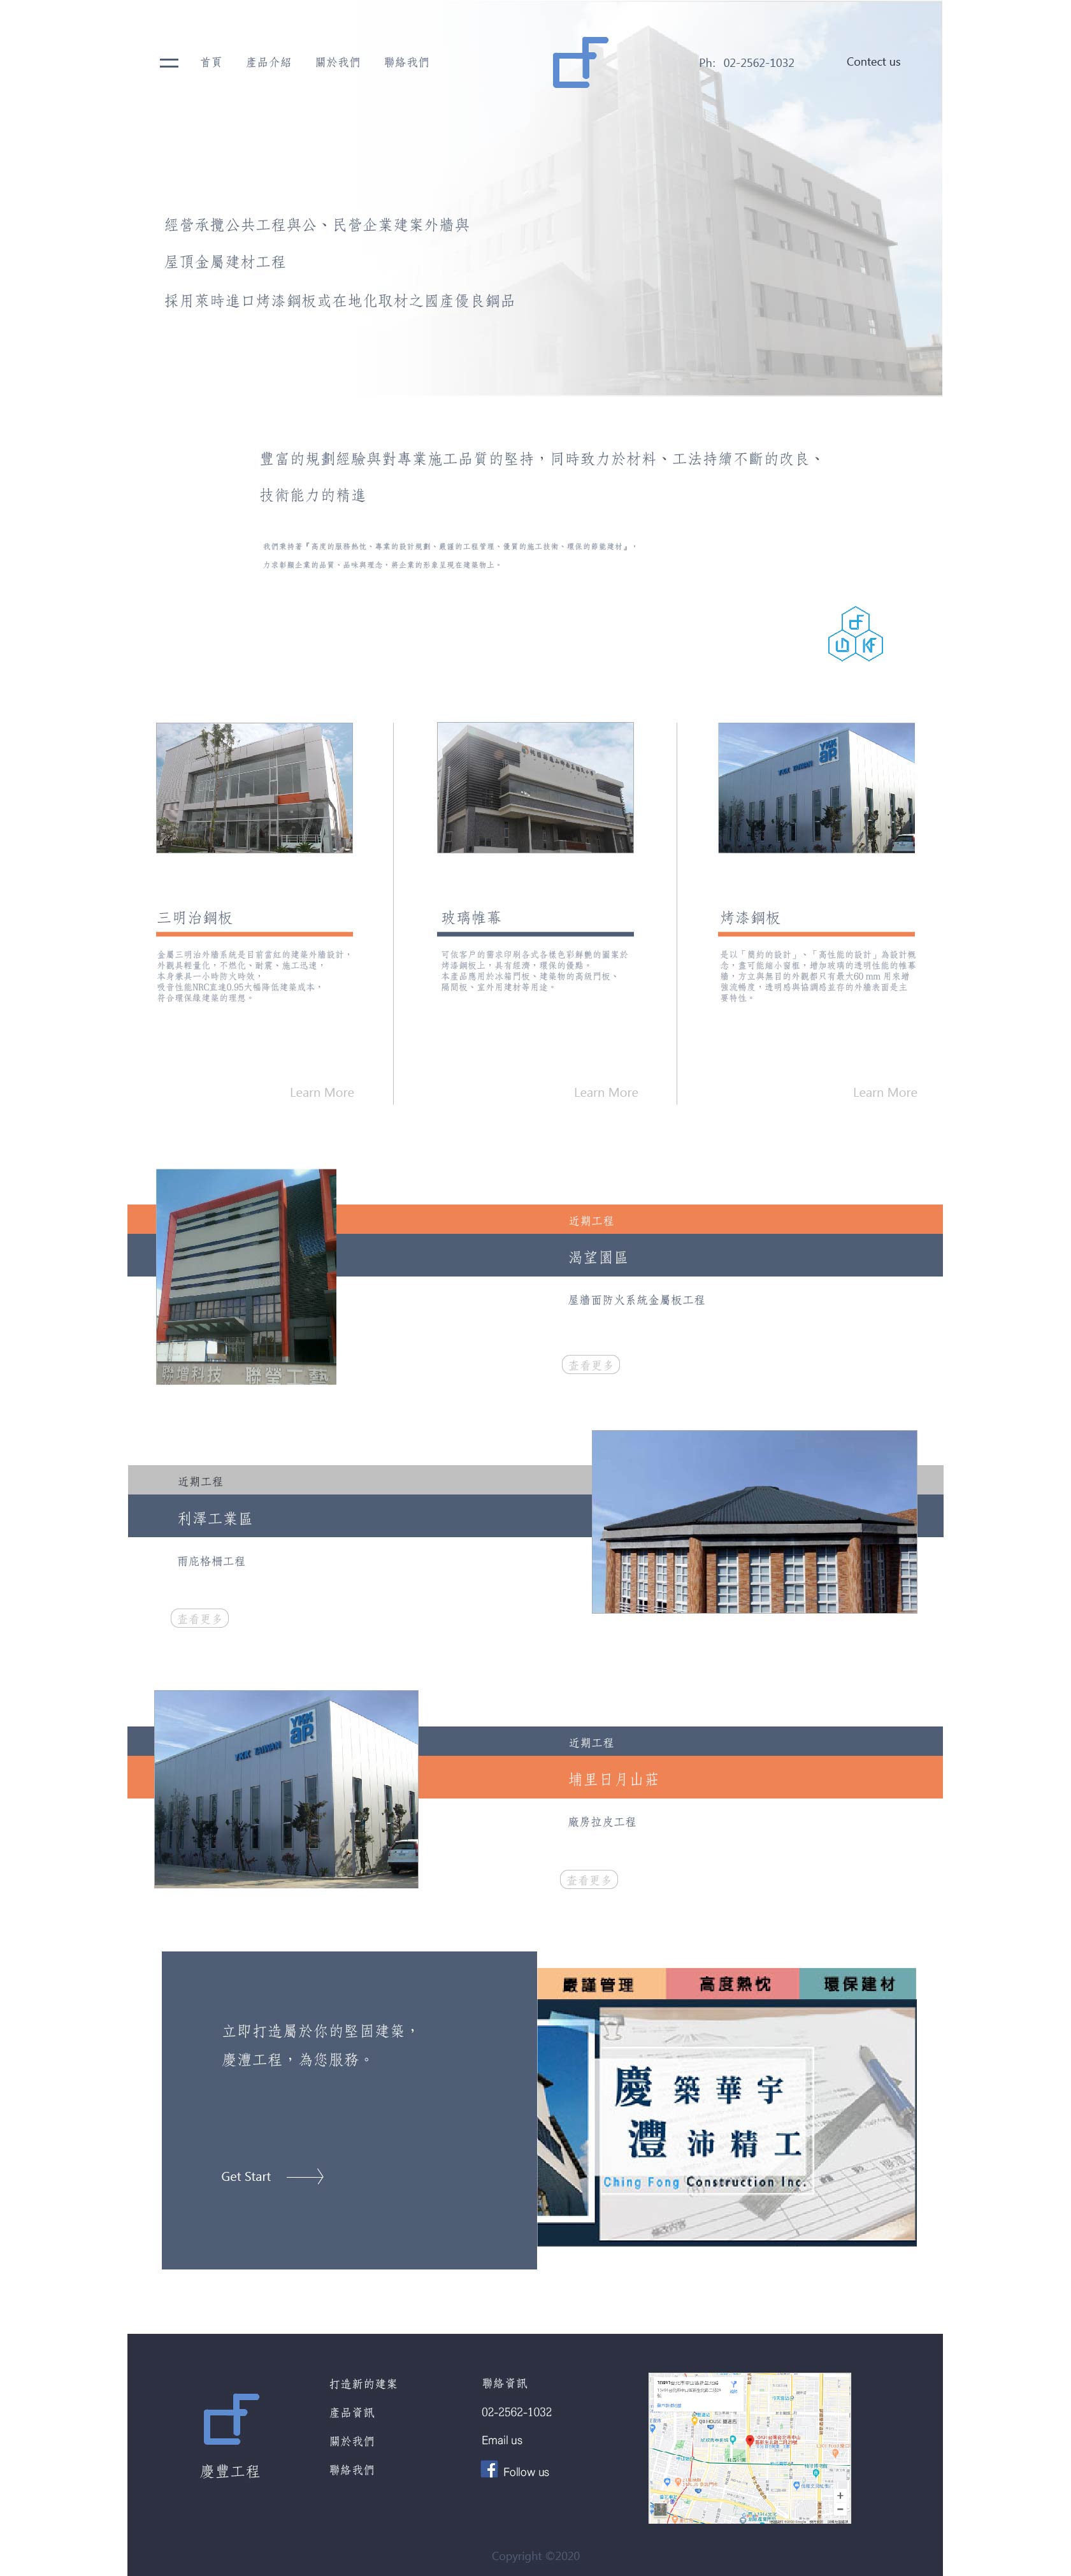 首頁 產品介紹 關於我們 聯絡我們
Ph: 02-2562-1032
Contect us
經營承攬公共工程與公、民營企業建案外牆與
屋頂金屬建材工程
採用萊時進口烤漆鋼板或在地化取材之國產優良鋼品
豐富的規劃經驗與對專業施工品質的堅持，同時致力於材料、工法持續不斷的改良、
技術能力的精進
我們秉持著『高度的服務熱忱、專業的設計規劃、嚴謹的工程管理、優質的施工技術、環保的節能建材』，
力求彰顯企業的品質、品味與理念，將企業的形象呈現在建築物上。
YKK TAIWAN
YKK
aP
三明治鋼板
金屬三明治外牆系統是目前當紅的建築外牆設計，
外觀具輕量化，不燃化、耐震、施工迅速，
本身兼具一小時防火時效，
吸音性能NRC直達0.95大幅降低建築成本，
符合環保綠建築的理想。
Learn More
玻璃帷幕
可依客戶的需求印刷各式各樣色彩鮮艷的圖案於
烤漆鋼板上，具有經濟，環保的優點。
本產品應用於冰箱門板、建築物的高級門板、
隔間板、室外用建材等用途。
Learn More
烤漆鋼板
是以「簡約的設計」、「高性能的設計」為設計概
念，盡可能縮小窗框，增加玻璃的透明性能的帷幕
牆，方立與無目的外觀都只有最大60 mm 用來增
強流暢度，透明感與協調感並存的外牆表面是主
要特性。
Learn More
聯增科技 聯瑩工藝
近期工程
渴望園區
屋牆面防火系統金屬板工程
查看更多
近期工程
利澤工業區
雨庇格柵工程
查看更多
YKK TAIWAN
YKK
aP
近期工程
埔里日月山莊
廠房拉皮工程
查看更多
立即打造屬於你的堅固建築，
慶灃工程，為您服務。
Get Start
嚴謹管理 高度熱忱 環保建材
慶築華宇
灃沛精工
Ching Fong Construction Inc.
慶豐工程
打造新的建案
產品資訊
關於我們
聯絡我們
聯絡資訊
02-2562-1032
Email us
Follow us
Copyright ©2020